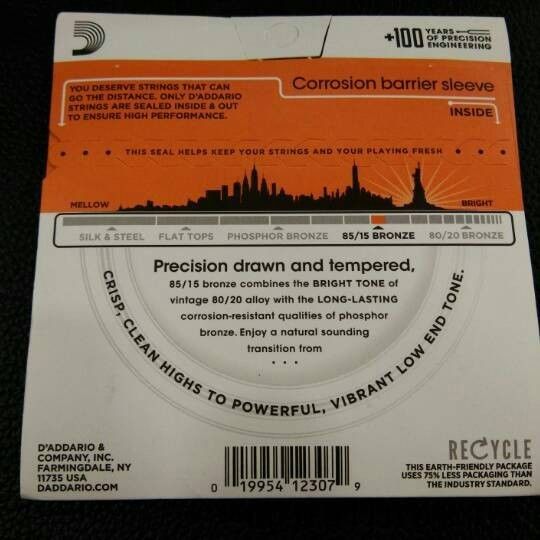 +100 YEARS OF PRECISION ENGINEERING
YOU DESERVE STRINGS THAT CAN
GO THE DISTANCE. ONLY D'ADDARIO
STRINGS ARE SEALED INSIDE & OUT
TO ENSURE HIGH PERFORMANCE.
Corrosion barrier sleeve
INSIDE
• • THIS SEAL HELPS KEEP YOUR STRINGS AND YOUR PLAYING FRESH • • •
MELLOW BRIGHT
SILK & STEEL FLAT TOPS PHOSPHOR BRONZE 85/15 BRONZE 80/20 BRONZE
Precision drawn and tempered,
85/15 bronze combines the BRIGHT TONE of
vintage 80/20 alloy with the LONG-LASTING
corrosion-resistant qualities of phosphor
bronze. Enjoy a natural sounding
transition from
• • •
CRISP, CLEAN HIGHS TO POWERFUL, VIBRANT LOW END TONE.
D'ADDARIO &
COMPANY, INC.
FARMINGDALE, NY
11735 USA
DADDARIO.COM
0 19954 12307 9
RECYCLE
THIS EARTH-FRIENDLY PACKAGE
USES 75% LESS PACKAGING THAN
THE INDUSTRY STANDARD.